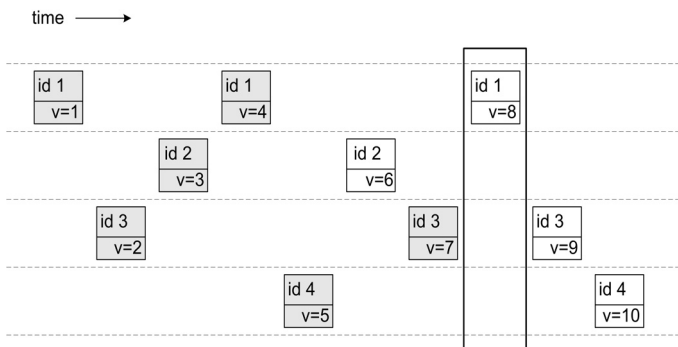 time
id 1
v=1
id 1
v=4
id 1
v=8
id 2
v=3
id 2
v=6
id 3
v=2
id 3
v=7
id 3
v=9
id 4
v=5
id 4
v=10